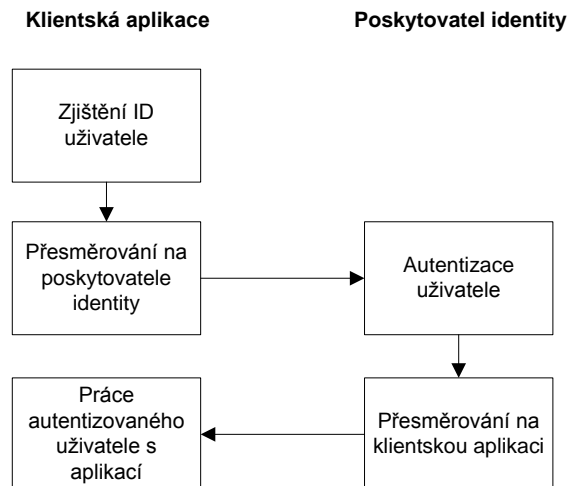 Klientská aplikace
Poskytovatel identity
Zjištění ID
uživatele
Přesměrování na
poskytovatele
identity
Autentizace
uživatele
Práce
autentizovaného
uživatele s
aplikací
Přesměrování na
klientskou aplikaci